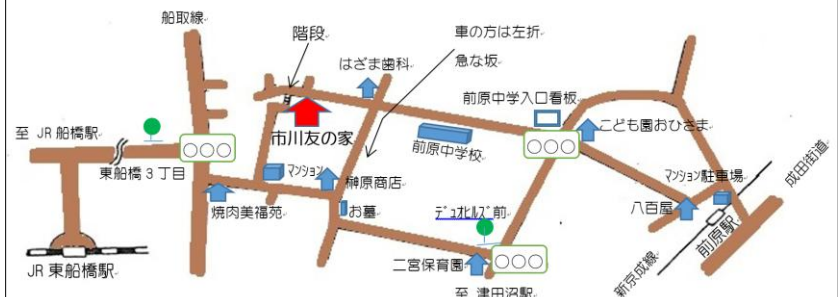 船取線
階段
車の方は左折
急な坂
はざま歯科
前原中学入口看板
こども園おひさま
至 JR 船橋駅
市川友の家
前原中学校
東船橋3丁目
マンション
榊原商店
マンション駐車場
成田街道
焼肉美福苑
お墓
デュオヒルズ前
八百屋
前原駅
二宮保育園
新京成線
JR 東船橋駅
至 津田沼駅